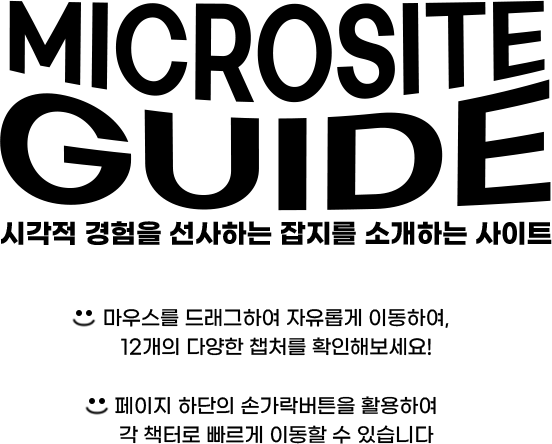 MICROSITE
GUIDE
시각적 경험을 선사하는 잡지를 소개하는 사이트
마우스를 드래그하여 자유롭게 이동하여,
12개의 다양한 챕처를 확인해보세요!
페이지 하단의 손가락버튼을 활용하여
각 책터로 빠르게 이동할 수 있습니다